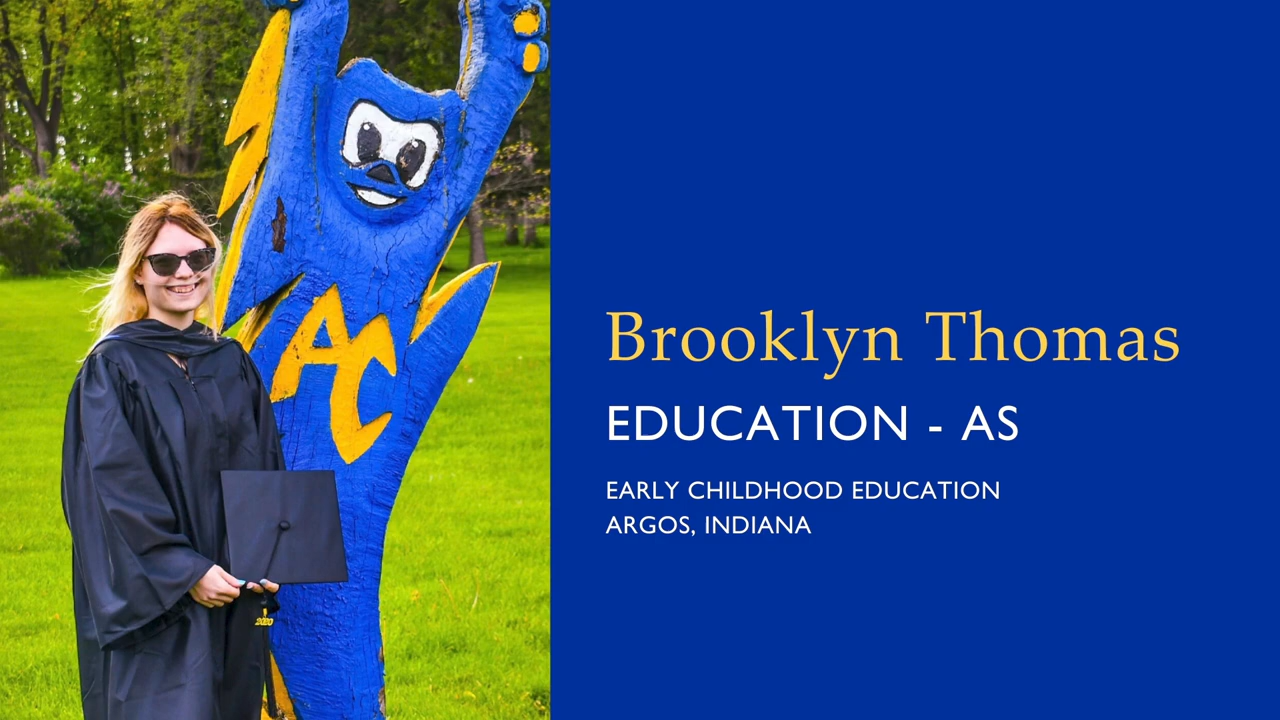 AC
2020
Brooklyn Thomas
EDUCATION - AS
EARLY CHILDHOOD EDUCATION
ARGOS, INDIANA